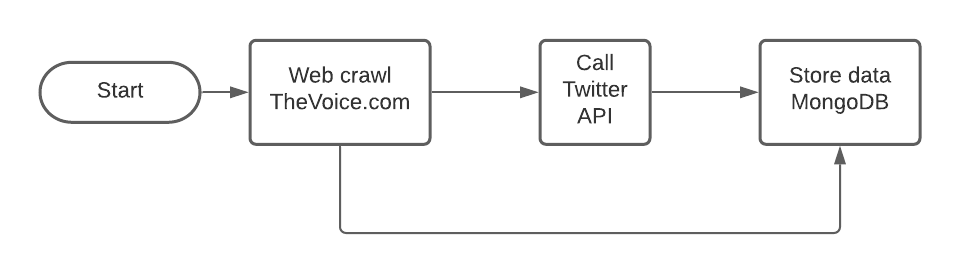 Start
Web crawl
TheVoice.com
Call
Twitter
API
Store data
MongoDB